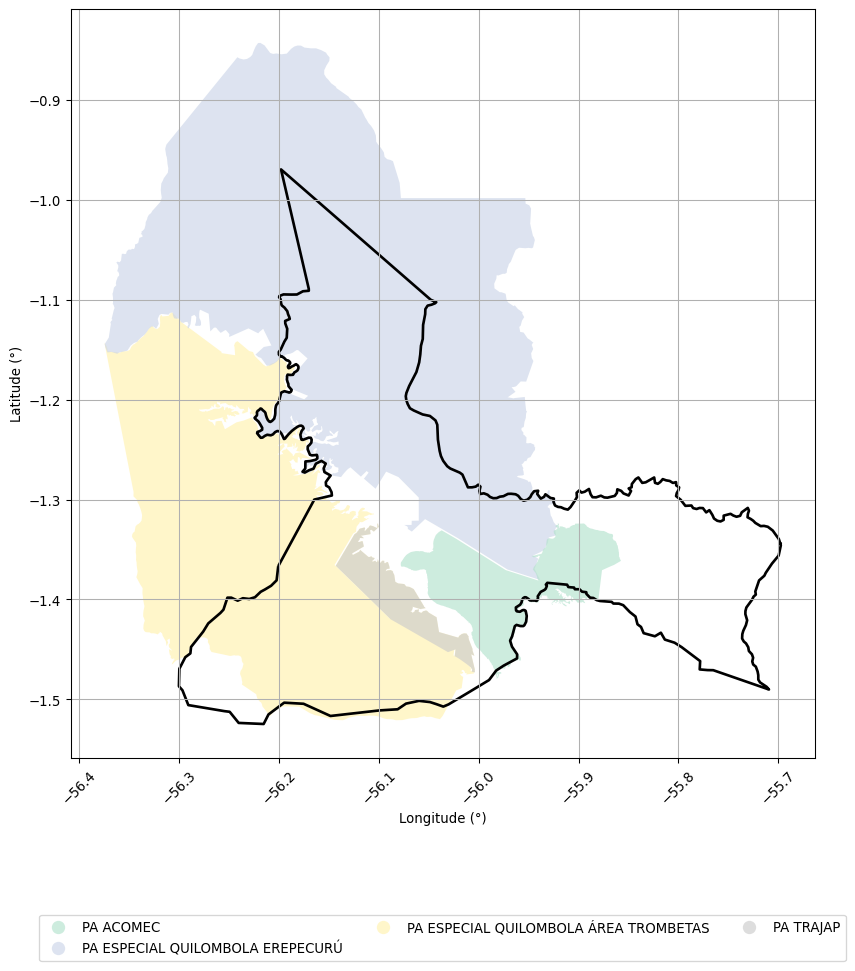 −0.9
−1.0
−1.1
−1.2
−1.3
−1.4
−1.5
Latitude (°)
−56.4
−56.3
−56.2
−56.1
−56.0
−55.9
−55.8
−55.7
Longitude (°)
PA ACOMEC
PA ESPECIAL QUILOMBOLA EREPECURÚ
PA ESPECIAL QUILOMBOLA ÁREA TROMBETAS
PA TRAJAP